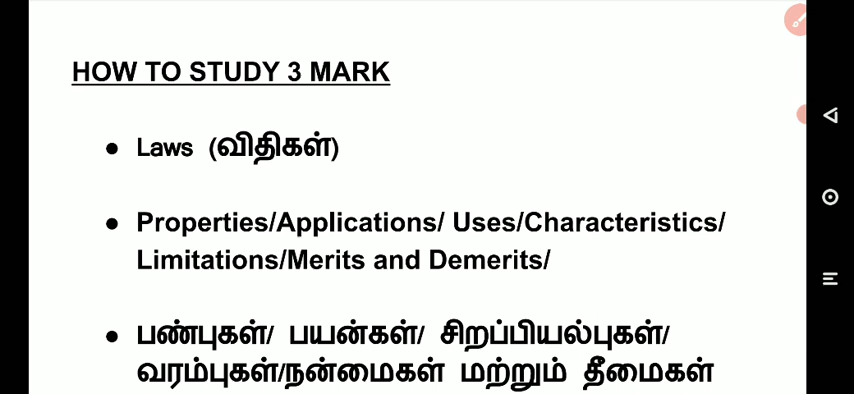 HOW TO STUDY 3 MARK
● Laws (விதிகள்)
● Properties/Applications/ Uses/Characteristics/
Limitations/Merits and Demerits/
● பண்புகள்/ பயன்கள்/ சிறப்பியல்புகள்/
வரம்புகள்/நன்மைகள் மற்றும் தீமைகள்